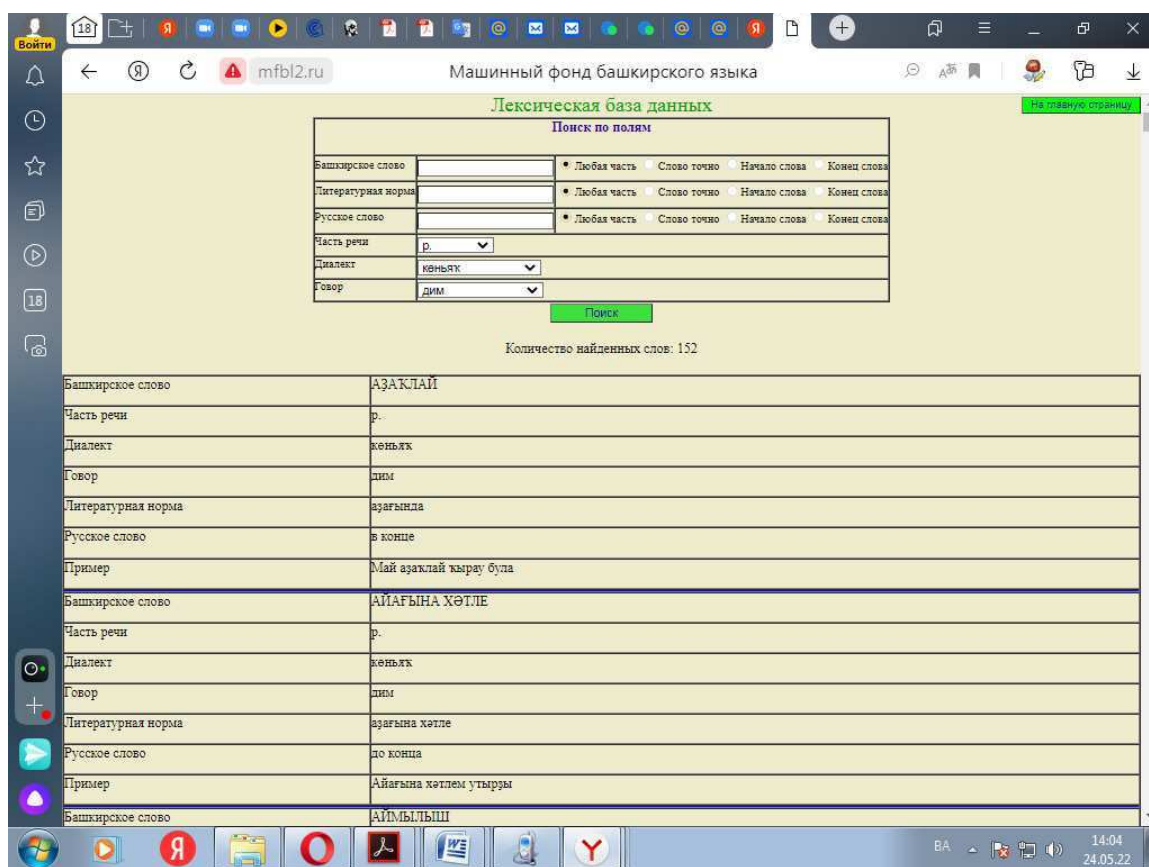 Войти
18
mfbl2.ru Машинный фонд башкирского языка
Лексическая база данных
На главную страницу
Поиск по полям
Башкирское слово • Любая часть Слово точно Начало слова Конец слова
Литературная норма • Любая часть Слово точно Начало слова Конец слова
Русское слово • Любая часть Слово точно Начало слова Конец слова
Часть речи р.
Диалект көньяҡ
Говор дим
Поиск
18
Количество найденных слов: 152
Башкирское слово АҘАҠЛАЙ
Часть речи р.
Диалект көньяҡ
Говор дим
Литературная норма аҙағында
Русское слово в конце
Пример Май аҙаҡлай ҡырау була
Башкирское слово АЙАҒЫНА ХӘТЛЕ
Часть речи р.
Диалект көньяҡ
Говор дим
Литературная норма аҙағына хәтле
Русское слово до конца
Пример Айағына хәтлем утырҙы
Башкирское слово АЙМЫЛЫШ
BA 14:04
24.05.22